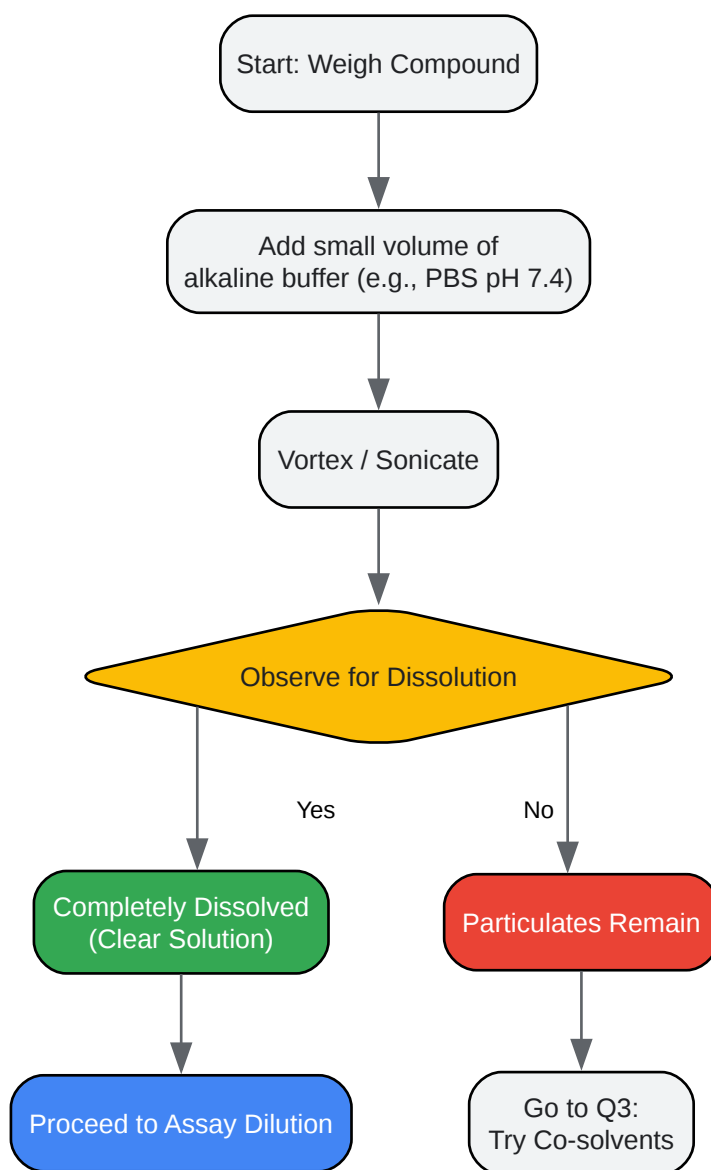 Start: Weigh Compound
Add small volume of
alkaline buffer (e.g., PBS pH 7.4)
Vortex / Sonicate
Observe for Dissolution
Yes
No
Completely Dissolved
(Clear Solution)
Particulates Remain
Proceed to Assay Dilution
Go to Q3:
Try Co-solvents